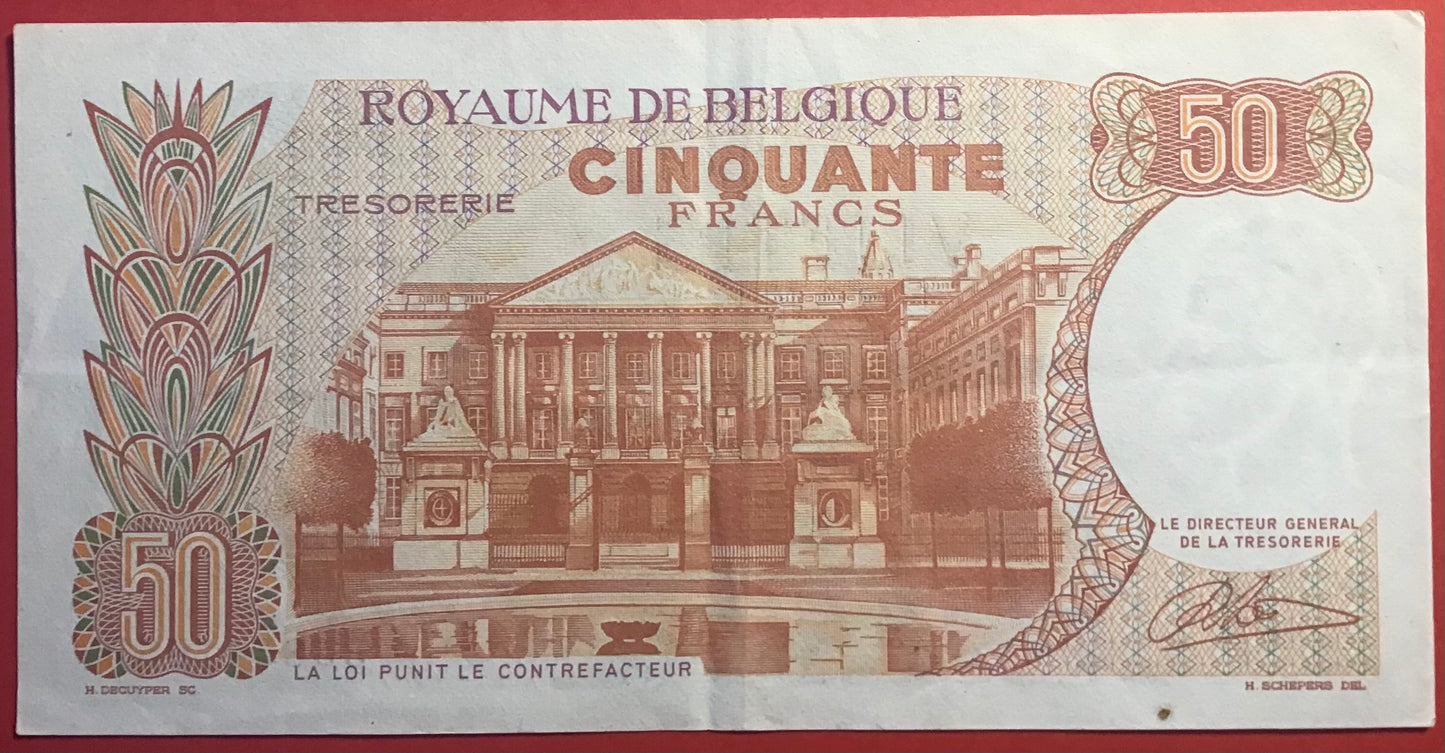 ROYAUME DE BELGIQUE
50
CINQUANTE
TRESORERIE
FRANCS
LE DIRECTEUR GENERAL
DE LA TRESORERIE
50
LA LOI PUNIT LE CONTREFACTEUR
H. DECUYPER SC
H. SCHEPERS DEL